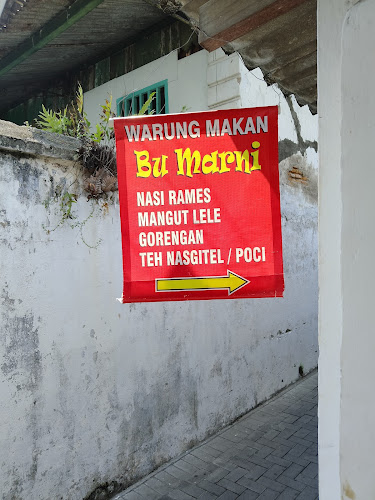 WARUNG MAKAN
Bu Marni
NASI RAMES
MANGUT LELE
GORENGAN
TEH NASGITEL / POCI